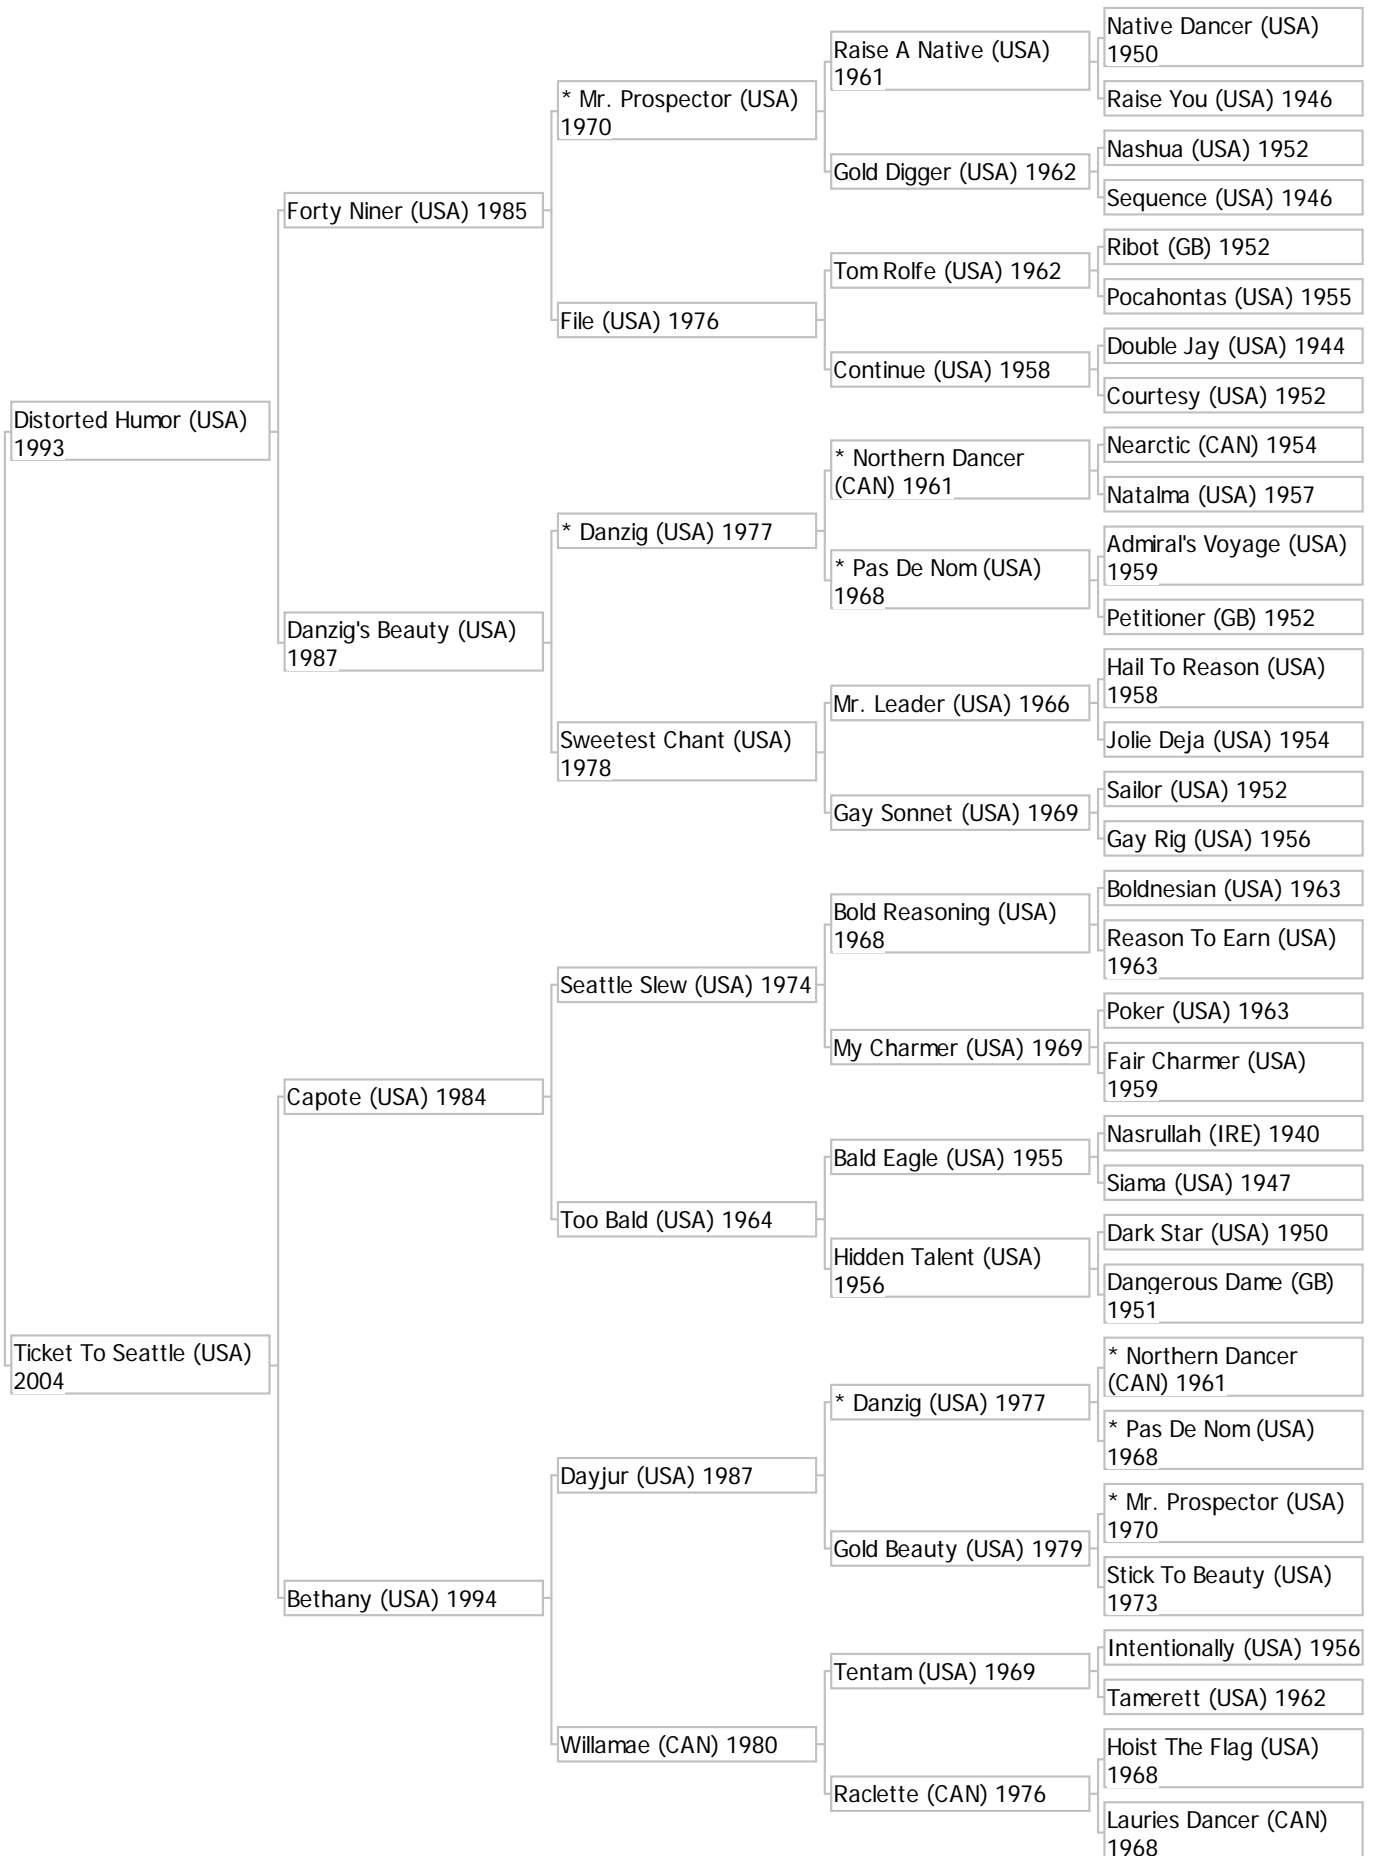 Native Dancer (USA)
1950
Raise A Native (USA)
1961
Raise You (USA) 1946
* Mr. Prospector (USA)
1970
Nashua (USA) 1952
Gold Digger (USA) 1962
Sequence (USA) 1946
Forty Niner (USA) 1985
Ribot (GB) 1952
Tom Rolfe (USA) 1962
Pocahontas (USA) 1955
File (USA) 1976
Double Jay (USA) 1944
Continue (USA) 1958
Courtesy (USA) 1952
Distorted Humor (USA)
1993
Nearctic (CAN) 1954
* Northern Dancer
(CAN) 1961
Natalma (USA) 1957
* Danzig (USA) 1977
Admiral's Voyage (USA)
1959
* Pas De Nom (USA)
1968
Petitioner (GB) 1952
Danzig's Beauty (USA)
1987
Hail To Reason (USA)
1958
Mr. Leader (USA) 1966
Jolie Deja (USA) 1954
Sweetest Chant (USA)
1978
Sailor (USA) 1952
Gay Sonnet (USA) 1969
Gay Rig (USA) 1956
Boldnesian (USA) 1963
Bold Reasoning (USA)
1968
Reason To Earn (USA)
1963
Seattle Slew (USA) 1974
Poker (USA) 1963
My Charmer (USA) 1969
Fair Charmer (USA)
1959
Capote (USA) 1984
Nasrullah (IRE) 1940
Bald Eagle (USA) 1955
Siama (USA) 1947
Too Bald (USA) 1964
Dark Star (USA) 1950
Hidden Talent (USA)
1956
Dangerous Dame (GB)
1951
Ticket To Seattle (USA)
2004
* Northern Dancer
(CAN) 1961
* Danzig (USA) 1977
* Pas De Nom (USA)
1968
Dayjur (USA) 1987
* Mr. Prospector (USA)
1970
Gold Beauty (USA) 1979
Stick To Beauty (USA)
1973
Bethany (USA) 1994
Intentionally (USA) 1956
Tentam (USA) 1969
Tamerett (USA) 1962
Willamae (CAN) 1980
Hoist The Flag (USA)
1968
Raclette (CAN) 1976
Lauries Dancer (CAN)
1968